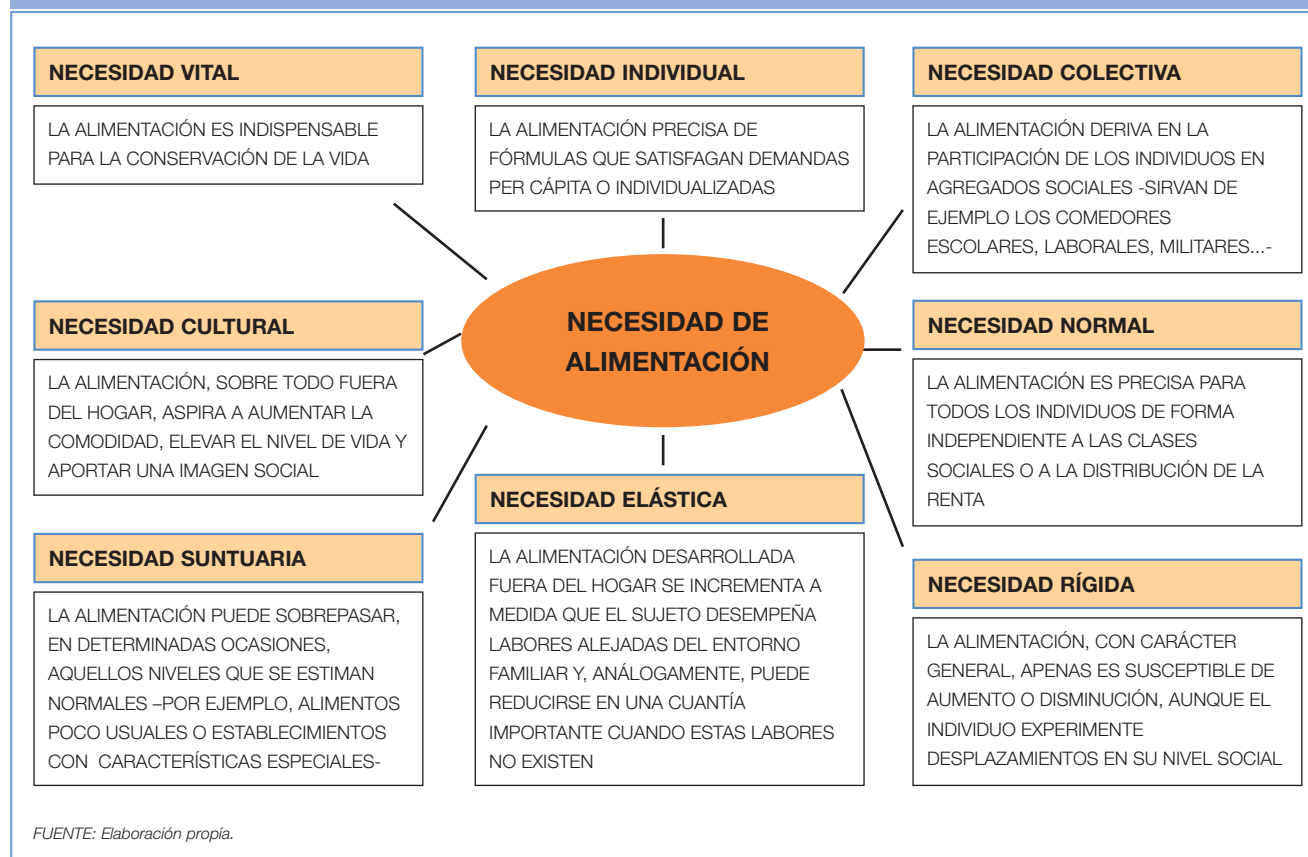 NECESIDAD VITAL
LA ALIMENTACIÓN ES INDISPENSABLE
PARA LA CONSERVACIÓN DE LA VIDA
NECESIDAD INDIVIDUAL
LA ALIMENTACIÓN PRECISA DE
FÓRMULAS QUE SATISFAGAN DEMANDAS
PER CÁPITA O INDIVIDUALIZADAS
NECESIDAD COLECTIVA
LA ALIMENTACIÓN DERIVA EN LA
PARTICIPACIÓN DE LOS INDIVIDUOS EN
AGREGADOS SOCIALES -SIRVAN DE
EJEMPLO LOS COMEDORES
ESCOLARES, LABORALES, MILITARES...-
NECESIDAD DE
ALIMENTACIÓN
NECESIDAD CULTURAL
LA ALIMENTACIÓN, SOBRE TODO FUERA
DEL HOGAR, ASPIRA A AUMENTAR LA
COMODIDAD, ELEVAR EL NIVEL DE VIDA Y
APORTAR UNA IMAGEN SOCIAL
NECESIDAD NORMAL
LA ALIMENTACIÓN ES PRECISA PARA
TODOS LOS INDIVIDUOS DE FORMA
INDEPENDIENTE A LAS CLASES
SOCIALES O A LA DISTRIBUCIÓN DE LA
RENTA
NECESIDAD SUNTUARIA
LA ALIMENTACIÓN PUEDE SOBREPASAR,
EN DETERMINADAS OCASIONES,
AQUELLOS NIVELES QUE SE ESTIMAN
NORMALES –POR EJEMPLO, ALIMENTOS
POCO USUALES O ESTABLECIMIENTOS
CON CARACTERÍSTICAS ESPECIALES-
NECESIDAD ELÁSTICA
LA ALIMENTACIÓN DESARROLLADA
FUERA DEL HOGAR SE INCREMENTA A
MEDIDA QUE EL SUJETO DESEMPEÑA
LABORES ALEJADAS DEL ENTORNO
FAMILIAR Y, ANÁLOGAMENTE, PUEDE
REDUCIRSE EN UNA CUANTÍA
IMPORTANTE CUANDO ESTAS LABORES
NO EXISTEN
NECESIDAD RÍGIDA
LA ALIMENTACIÓN, CON CARÁCTER
GENERAL, APENAS ES SUSCEPTIBLE DE
AUMENTO O DISMINUCIÓN, AUNQUE EL
INDIVIDUO EXPERIMENTE
DESPLAZAMIENTOS EN SU NIVEL SOCIAL
FUENTE: Elaboración propía.